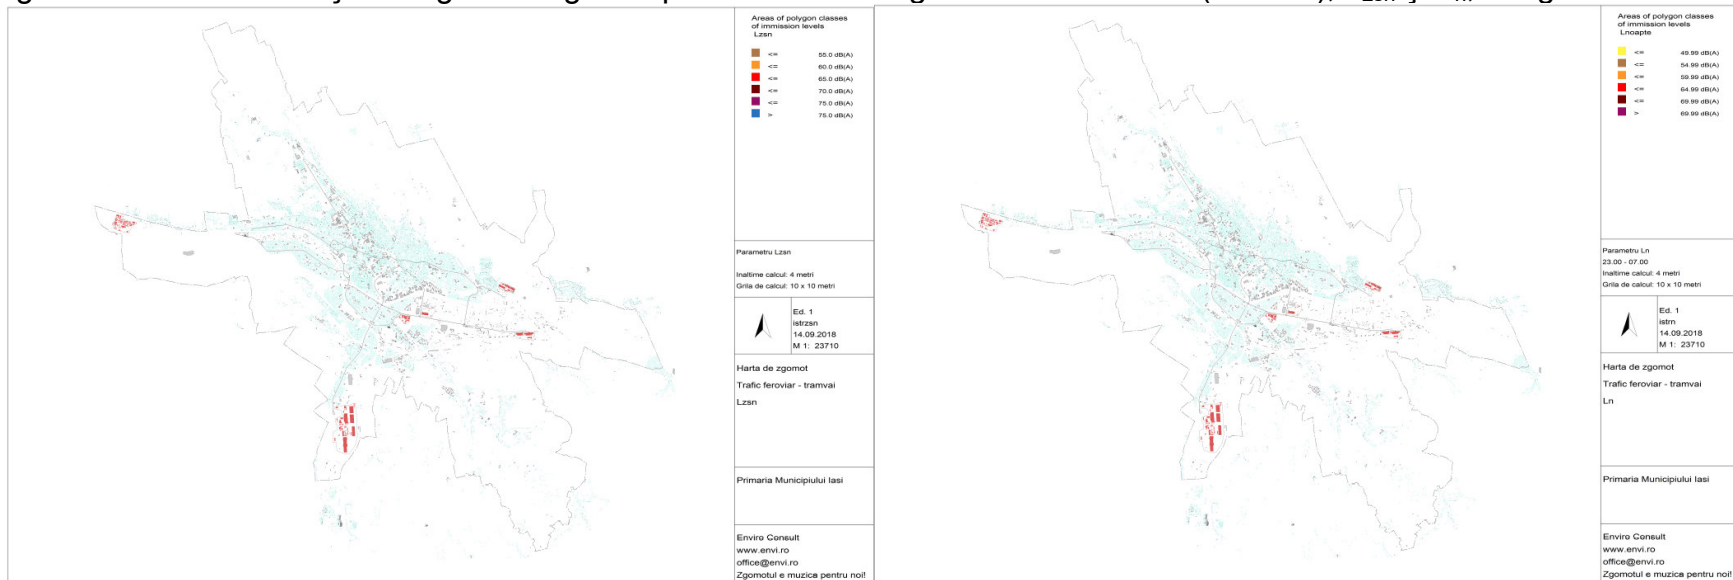 Areas of polygon classes
of immission levels
Lzsn
<= 55.0 dB(A)
<= 60.0 dB(A)
<= 65.0 dB(A)
<= 70.0 dB(A)
<= 75.0 dB(A)
> 75.0 dB(A)
Parametru Lzsn
Inaltime calcul: 4 metri
Grila de calcul: 10 x 10 metri
Ed. 1
istrzsn
14.09.2018
M 1: 23710
Harta de zgomot
Trafic feroviar - tramvai
Lzsn
Primaria Municipiului Iasi
Enviro Consult
www.envi.ro
office@envi.ro
Zgomotul e muzica pentru noi!
Areas of polygon classes
of immission levels
Lnoapte
<= 49.99 dB(A)
<= 54.99 dB(A)
<= 59.99 dB(A)
<= 64.99 dB(A)
<= 69.99 dB(A)
> 69.99 dB(A)
Parametru Ln
23.00 - 07.00
Inaltime calcul: 4 metri
Grila de calcul: 10 x 10 metri
Ed. 1
istrn
14.09.2018
M 1: 23710
Harta de zgomot
Trafic feroviar - tramvai
Ln
Primaria Municipiului Iasi
Enviro Consult
www.envi.ro
office@envi.ro
Zgomotul e muzica pentru noi!